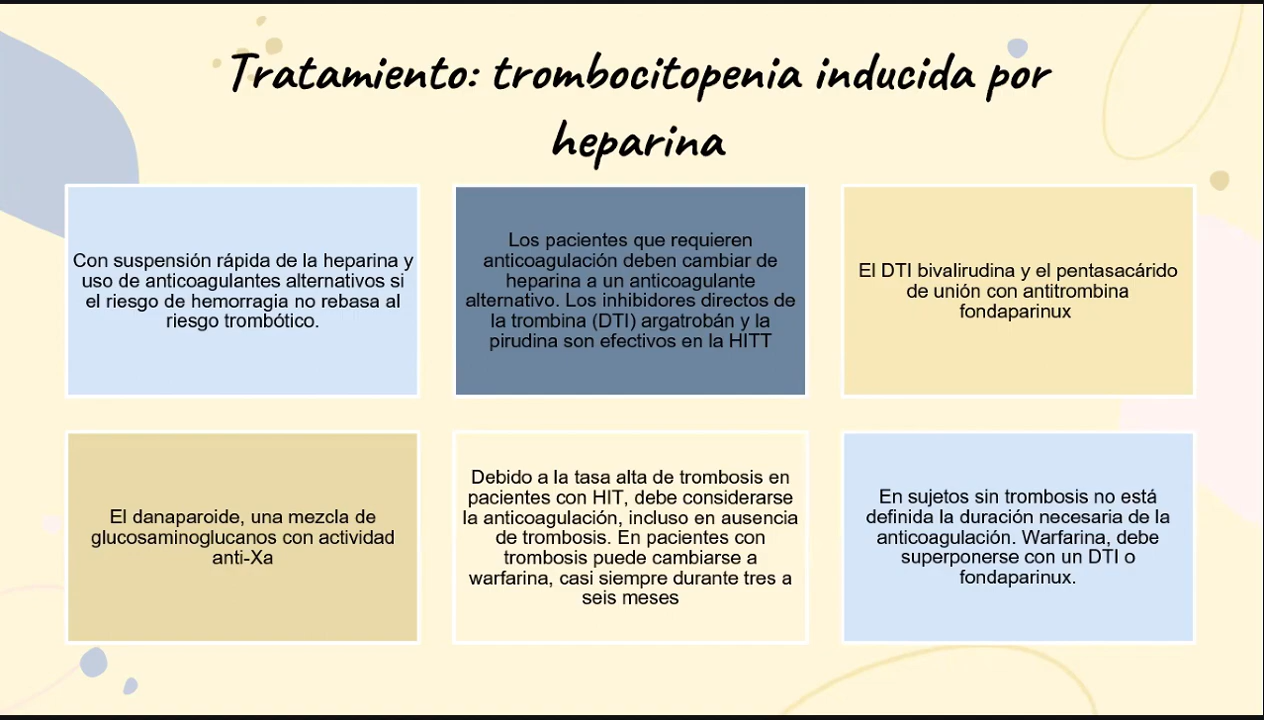 Tratamiento: trombocitopenia inducida por
heparina
Con suspensión rápida de la heparina y
uso de anticoagulantes alternativos si
el riesgo de hemorragia no rebasa al
riesgo trombótico.
Los pacientes que requieren
anticoagulación deben cambiar de
heparina a un anticoagulante
alternativo. Los inhibidores directos de
la trombina (DTI) argatrobán y la
pirudina son efectivos en la HITT
El DTI bivalirudina y el pentasacárido
de unión con antitrombina
fondaparinux
El danaparoide, una mezcla de
glucosaminoglucanos con actividad
anti-Xa
Debido a la tasa alta de trombosis en
pacientes con HIT, debe considerarse
la anticoagulación, incluso en ausencia
de trombosis. En pacientes con
trombosis puede cambiarse a
warfarina, casi siempre durante tres a
seis meses
En sujetos sin trombosis no está
definida la duración necesaria de la
anticoagulación. Warfarina, debe
superponerse con un DTI o
fondaparinux.